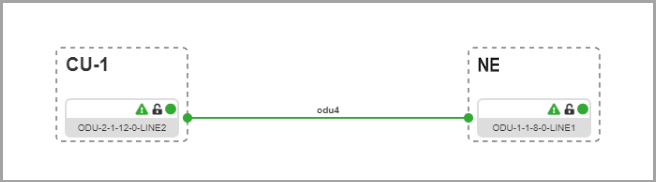 CU-1
NE
odu4
ODU-2-1-12-0-LINE2
ODU-1-1-8-0-LINE1